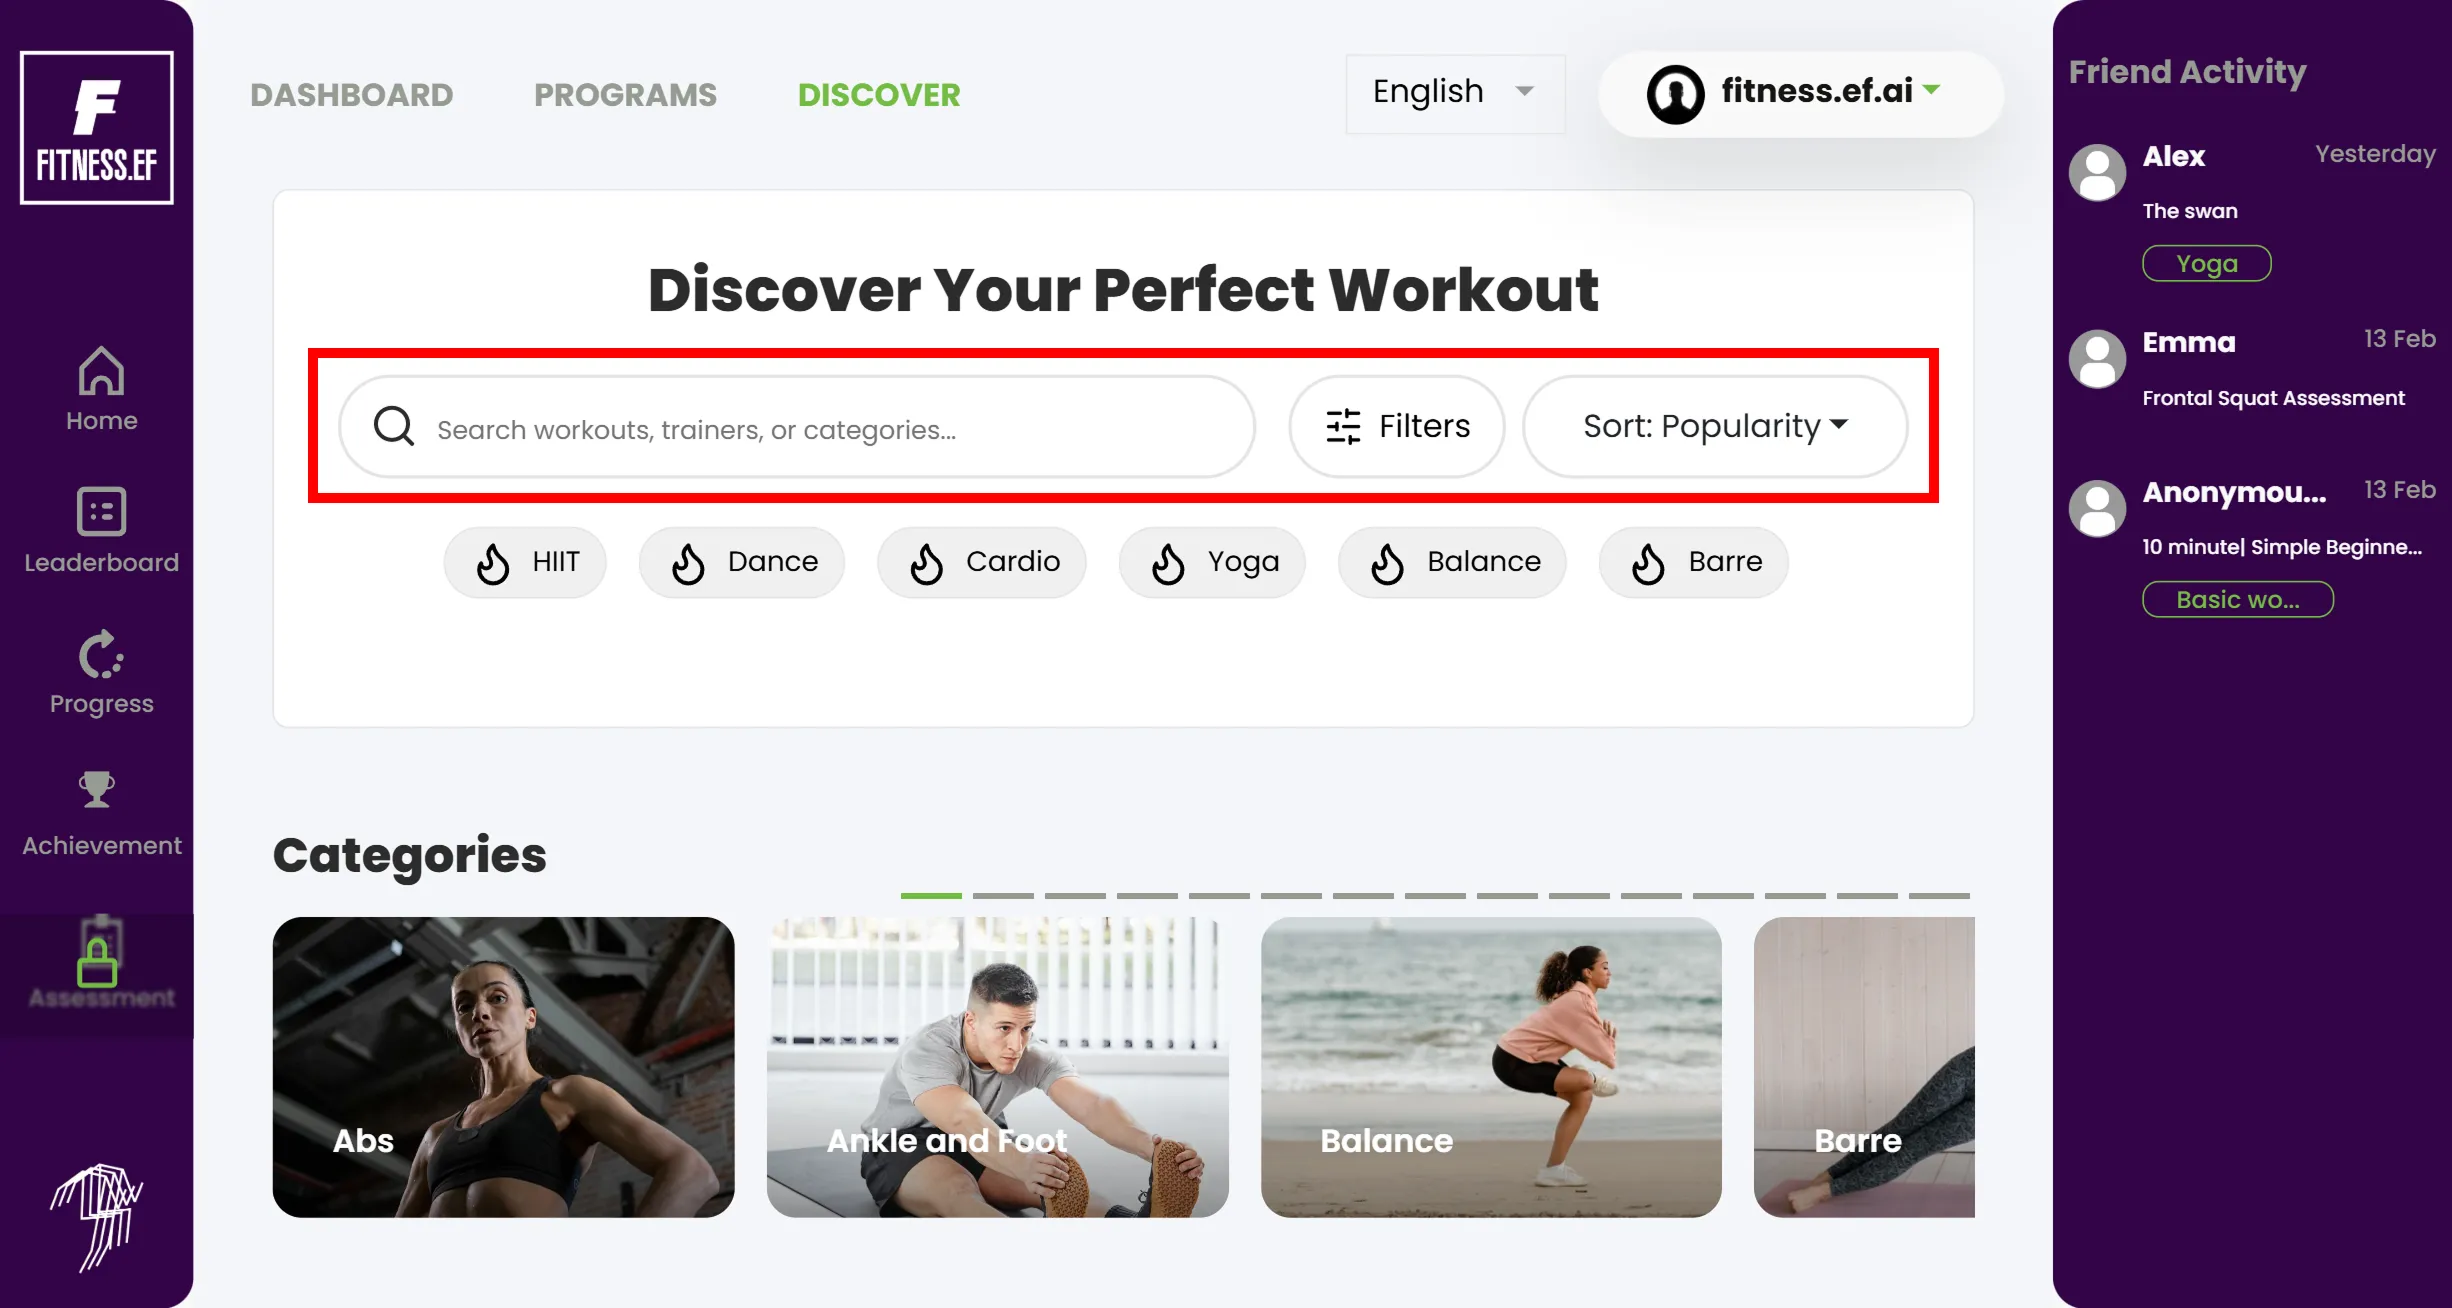 F
FITNESS.EF
Home
Leaderboard
Progress
Achievement
Assessment
DASHBOARD PROGRAMS DISCOVER
English
fitness.ef.ai
Discover Your Perfect Workout
Search workouts, trainers, or categories...
Filters
Sort: Popularity
HIIT
Dance
Cardio
Yoga
Balance
Barre
Categories
Abs
Ankle and Foot
Balance
Barre
Friend Activity
Alex Yesterday
The swan
Yoga
Emma 13 Feb
Frontal Squat Assessment
Anonymou... 13 Feb
10 minute| Simple Beginne...
Basic wo...